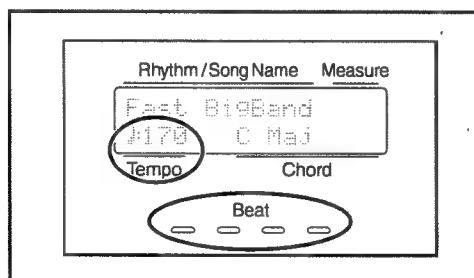 Rhythm / Song Name Measure
Fast BigBand
♩:170 C Maj
Tempo Chord
Beat